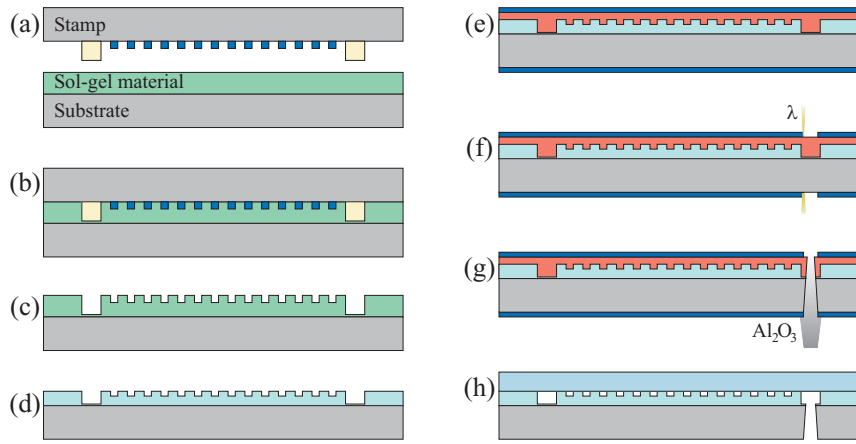 (a)
Stamp
Sol-gel material
Substrate
(b)
(c)
(d)
(e)
λ
(f)
(g)
Al₂O₃
(h)